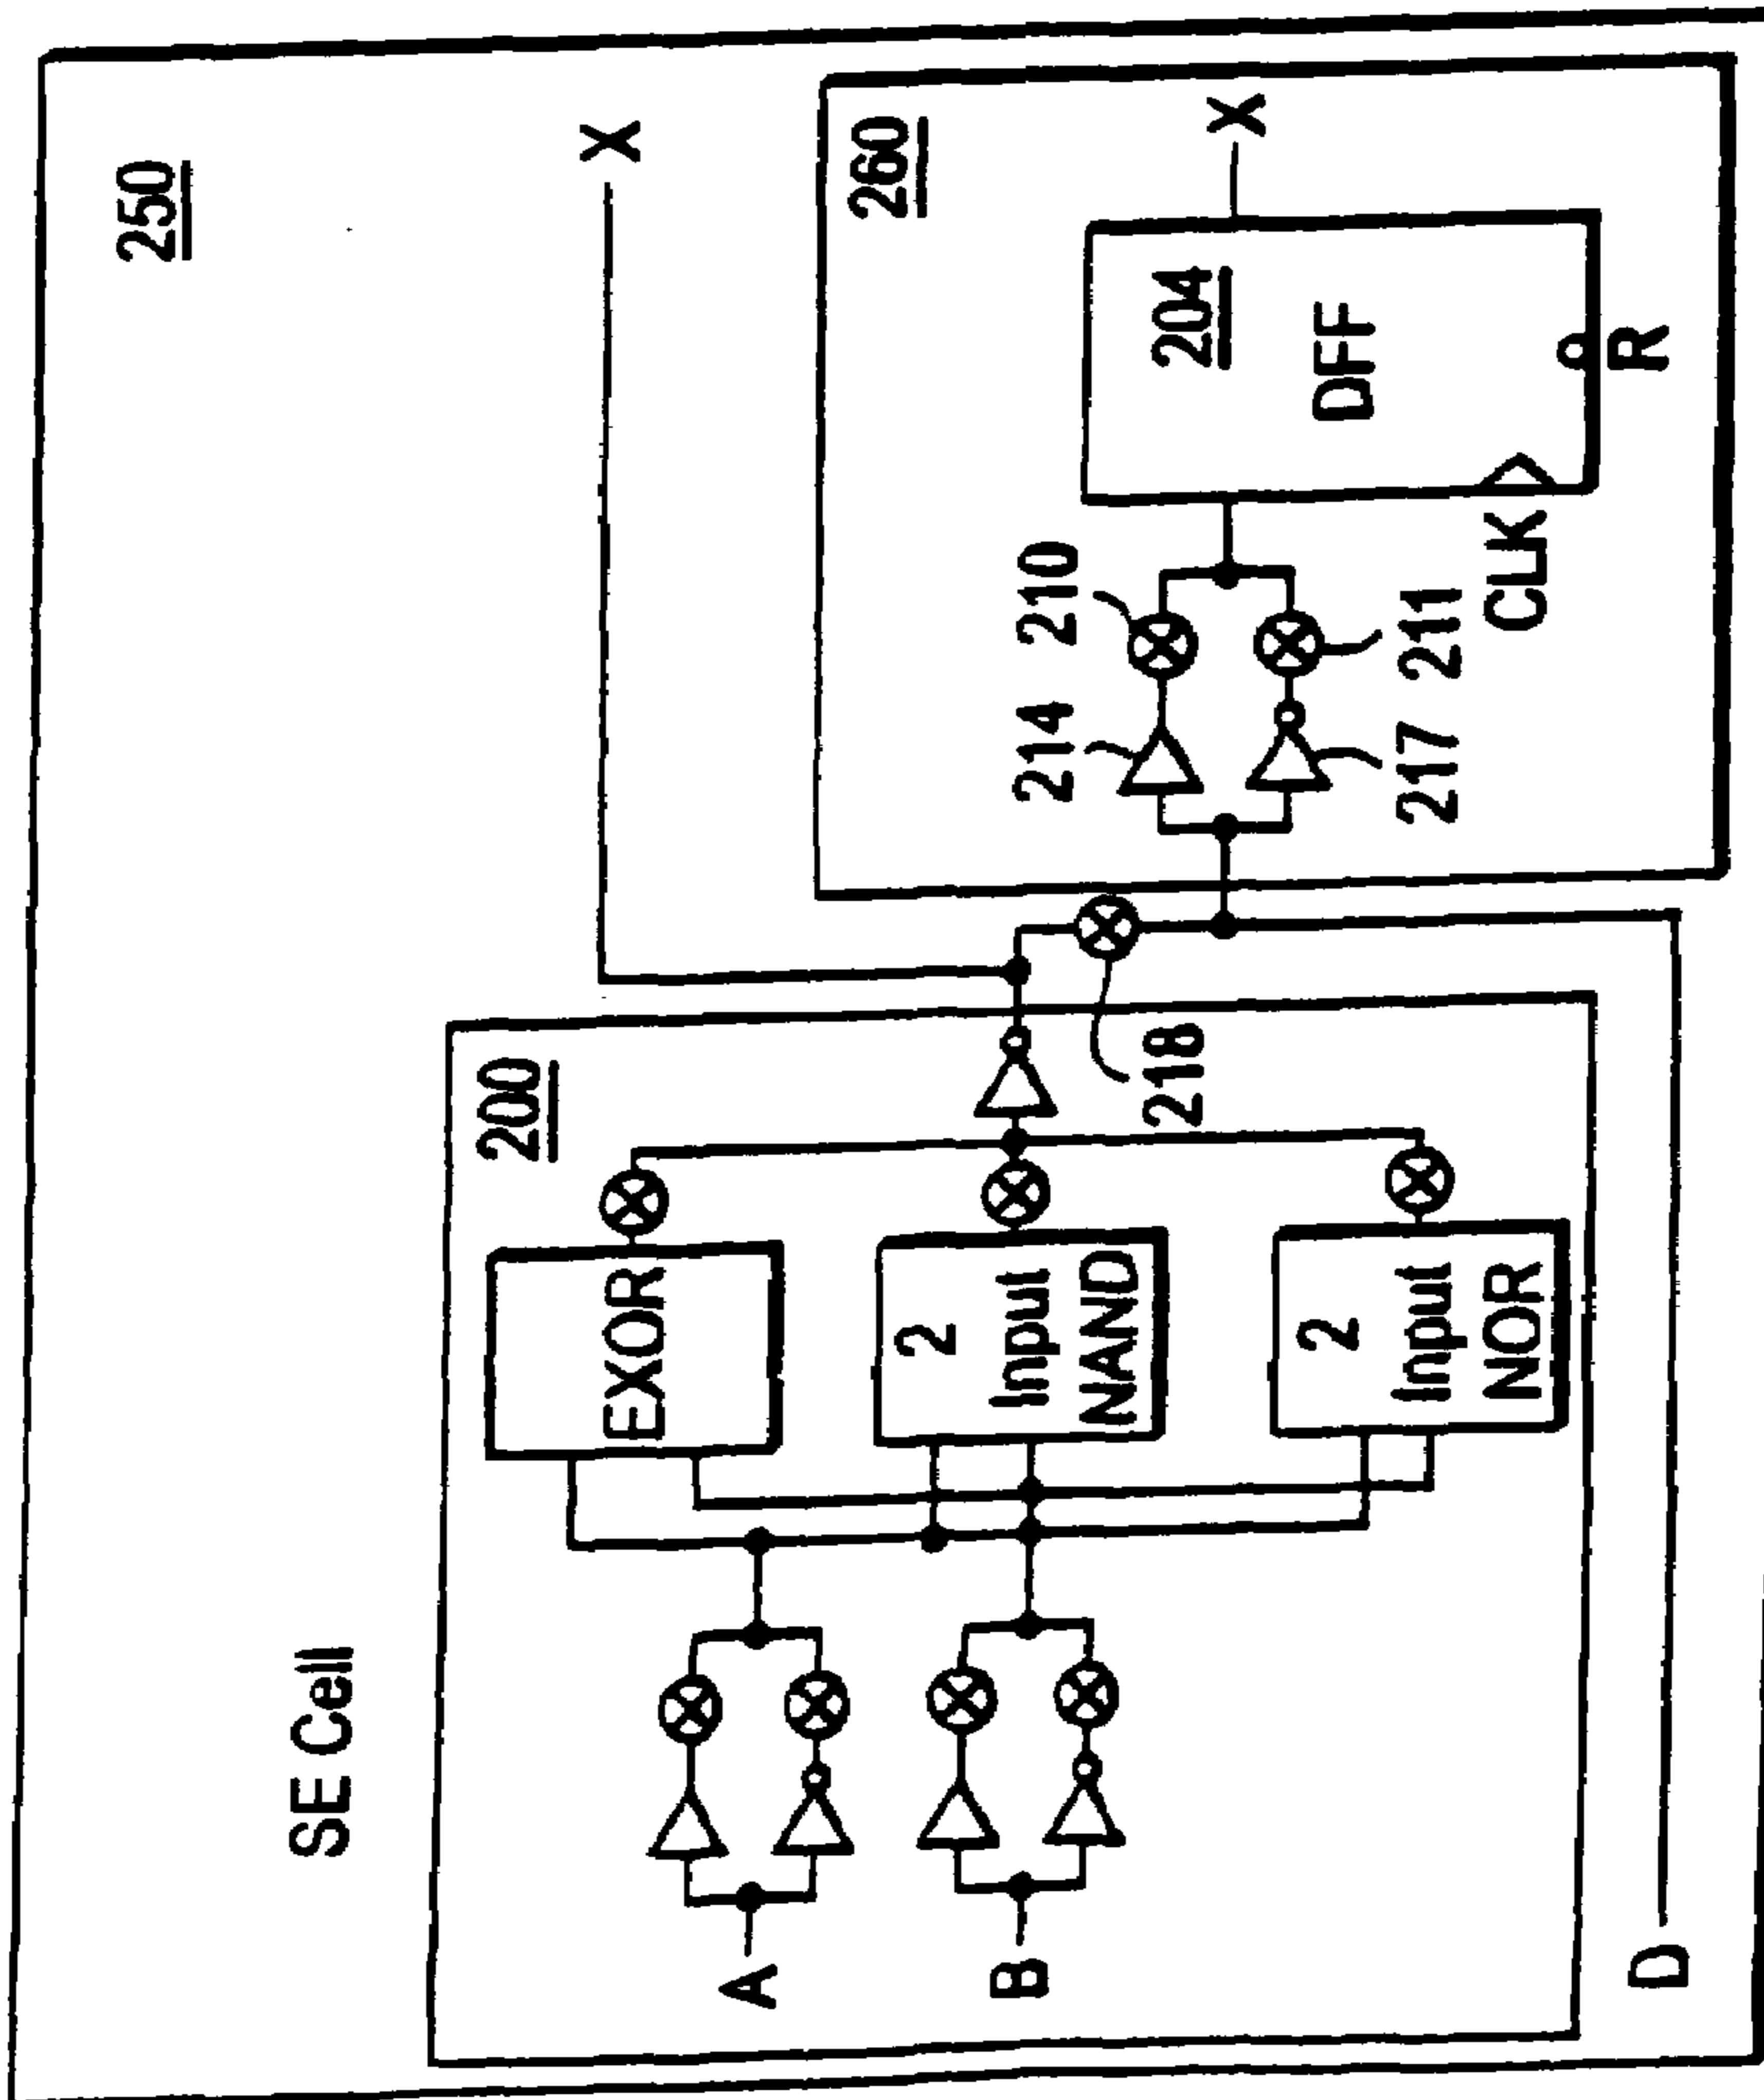 250
SE Cell
X
200
260
A
EXOR
B
2
Input
NAND
2
Input
NOR
218
214
210
217
211
204
DFF
X
CLK
R
D